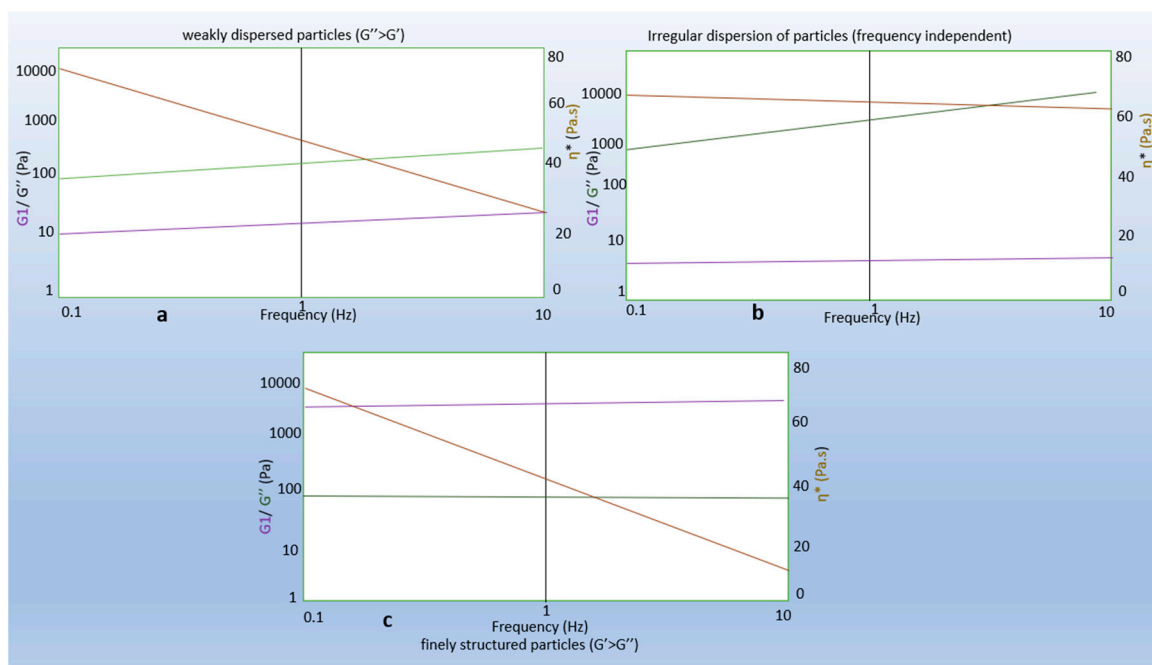 weakly dispersed particles (G''>G')
10000
1000
100
10
1
G1/ G'' (Pa)
80
60
40
20
0
η* (Pa.s)
0.1
1
10
a
Frequency (Hz)
Irregular dispersion of particles (frequency independent)
10000
1000
100
10
1
G1/ G'' (Pa)
80
60
40
20
0
η* (Pa.s)
0.1
1
10
b
Frequency (Hz)
10000
1000
100
10
1
G1/ G'' (Pa)
80
60
40
20
0
η* (Pa.s)
0.1
1
10
c
Frequency (Hz)
finely structured particles (G'>G'')